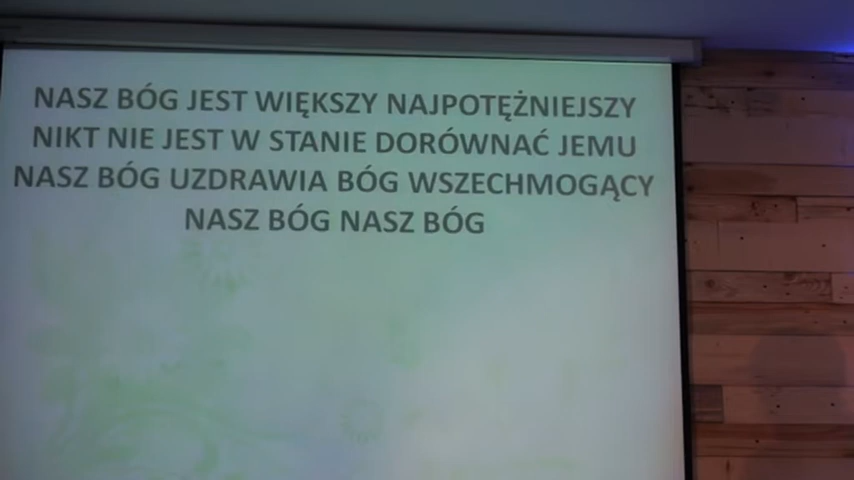 NASZ BÓG JEST WIĘKSZY NAJPOTĘŻNIEJSZY
NIKT NIE JEST W STANIE DORÓWNAĆ JEMU
NASZ BÓG UZDRAWIA BÓG WSZECHMOGĄCY
NASZ BÓG NASZ BÓG